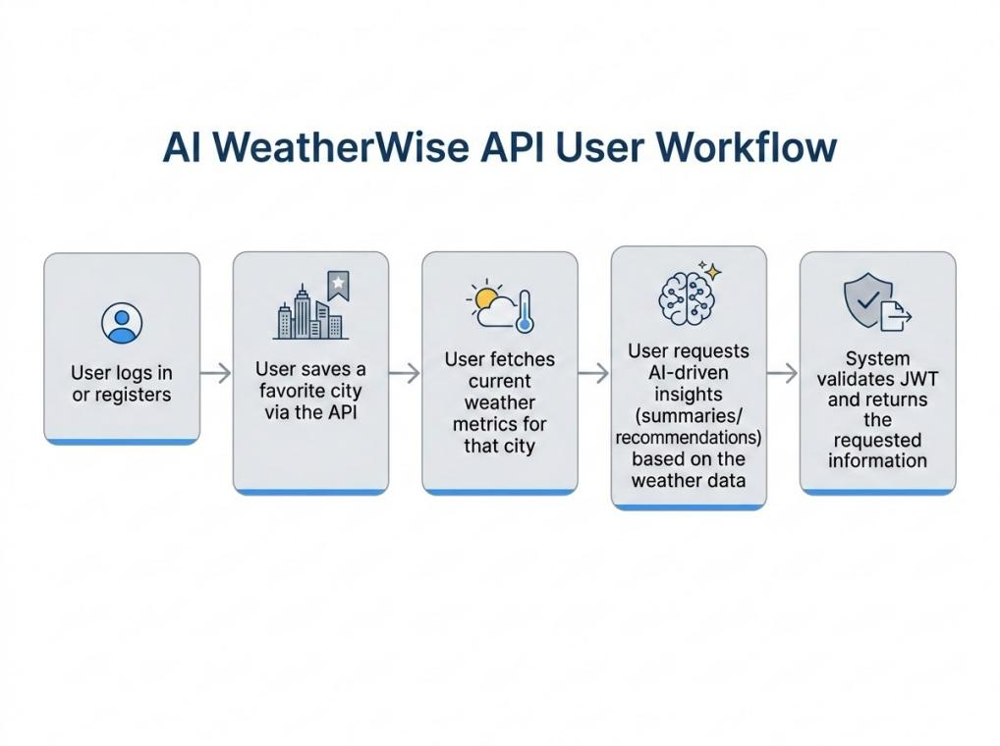 AI WeatherWise API User Workflow
User logs in
or registers
User saves a
favorite city
via the API
User fetches
current
weather
metrics for
that city
User requests
AI-driven
insights
(summaries/
recommendations)
based on the
weather data
System
validates JWT
and returns
the
requested
information